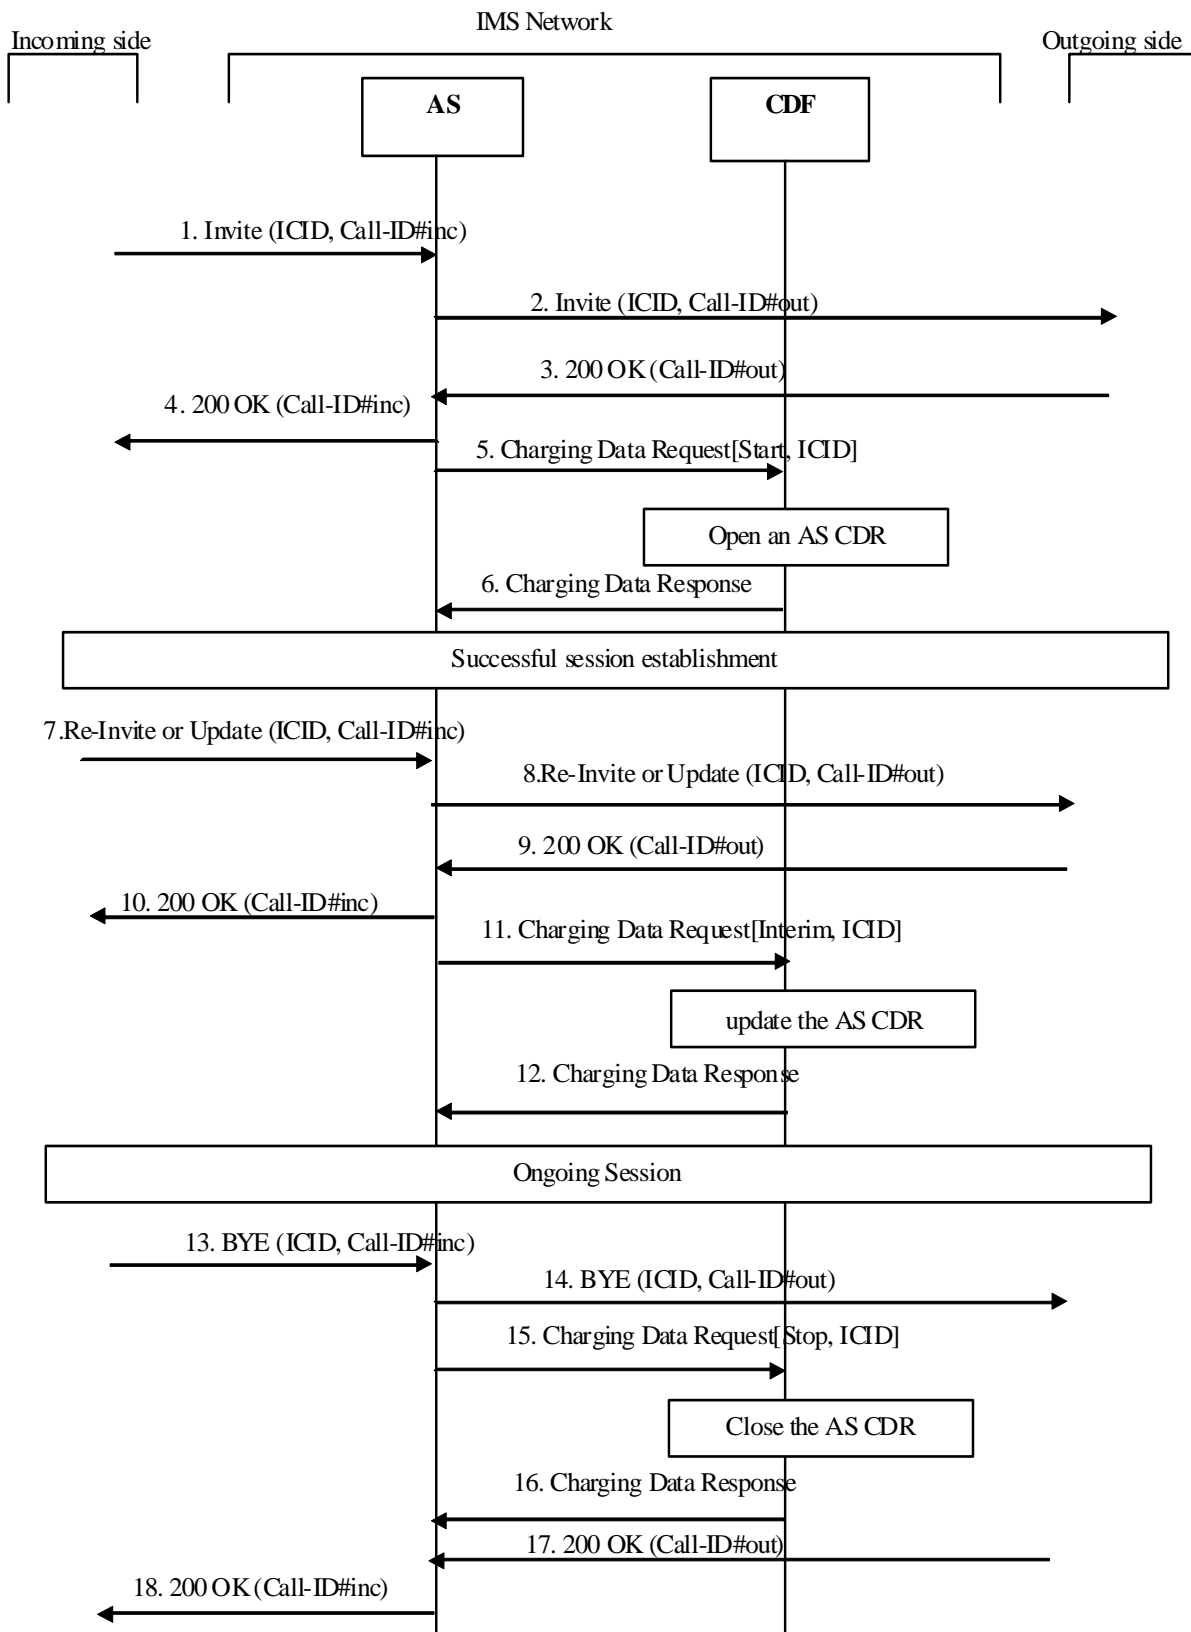 IMS Network
Incoming side
Outgoing side
AS
CDF
1. Invite (ICID, Call-ID#inc)
2. Invite (ICID, Call-ID#out)
3. 200 OK (Call-ID#out)
4. 200 OK (Call-ID#inc)
5. Charging Data Request[Start, ICID]
Open an AS CDR
6. Charging Data Response
Successful session establishment
7.Re-Invite or Update (ICID, Call-ID#inc)
8.Re-Invite or Update (ICID, Call-ID#out)
9. 200 OK (Call-ID#out)
10. 200 OK (Call-ID#inc)
11. Charging Data Request[Interim, ICID]
update the AS CDR
12. Charging Data Response
Ongoing Session
13. BYE (ICID, Call-ID#inc)
14. BYE (ICID, Call-ID#out)
15. Charging Data Request[Stop, ICID]
Close the AS CDR
16. Charging Data Response
17. 200 OK (Call-ID#out)
18. 200 OK (Call-ID#inc)